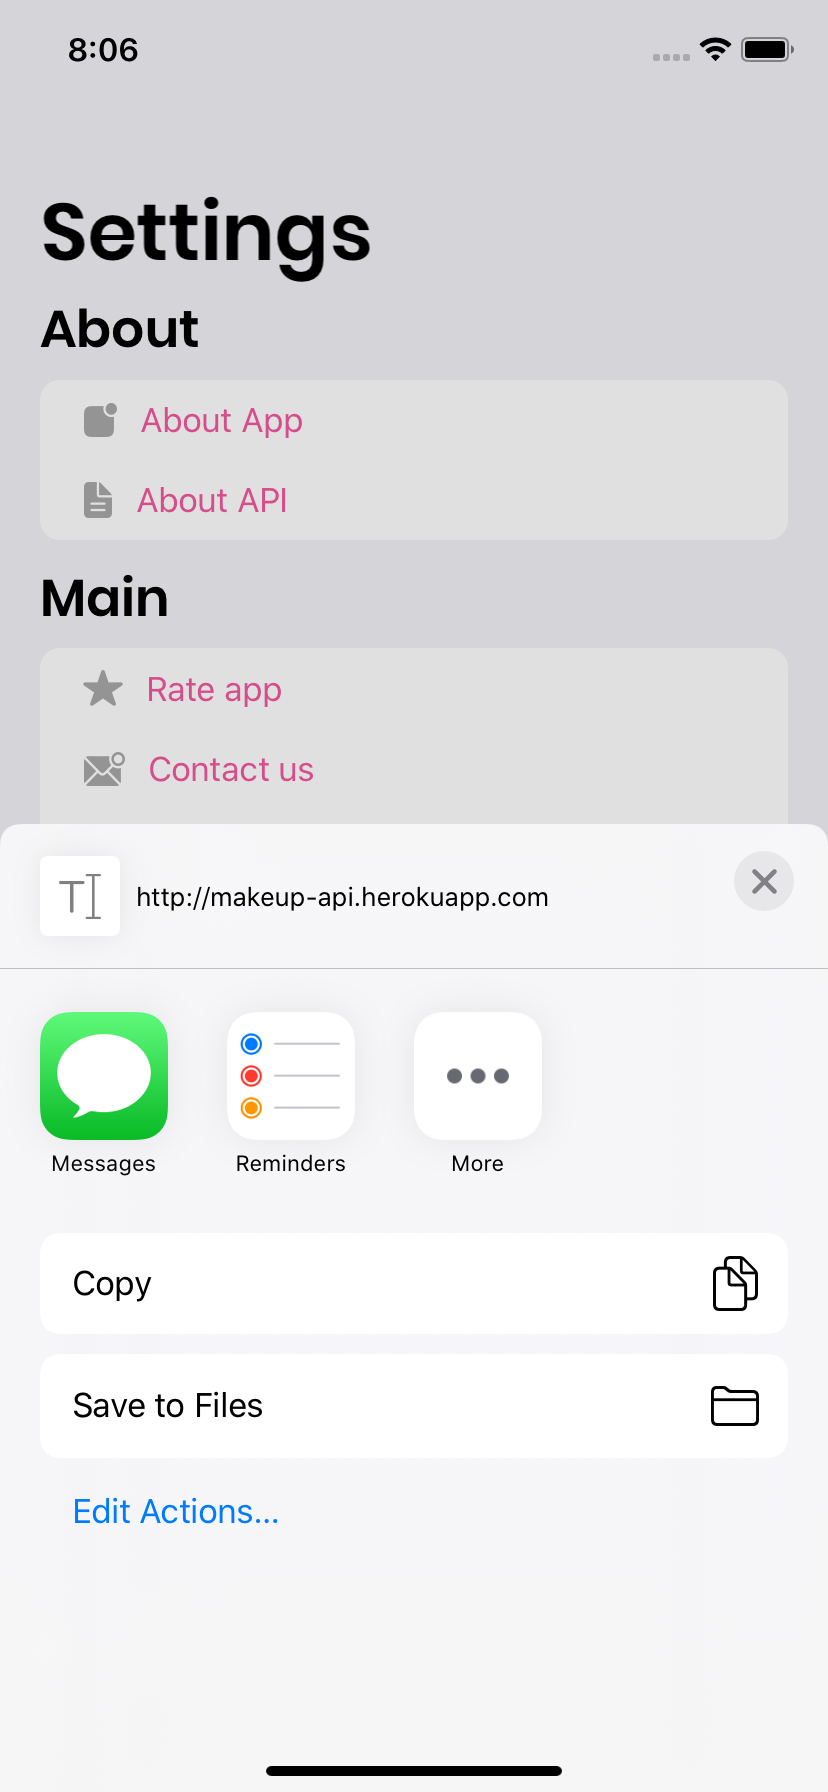 8:06
Settings
About
About App
About API
Main
Rate app
Contact us
http://makeup-api.herokuapp.com
Messages
Reminders
More
Copy
Save to Files
Edit Actions...